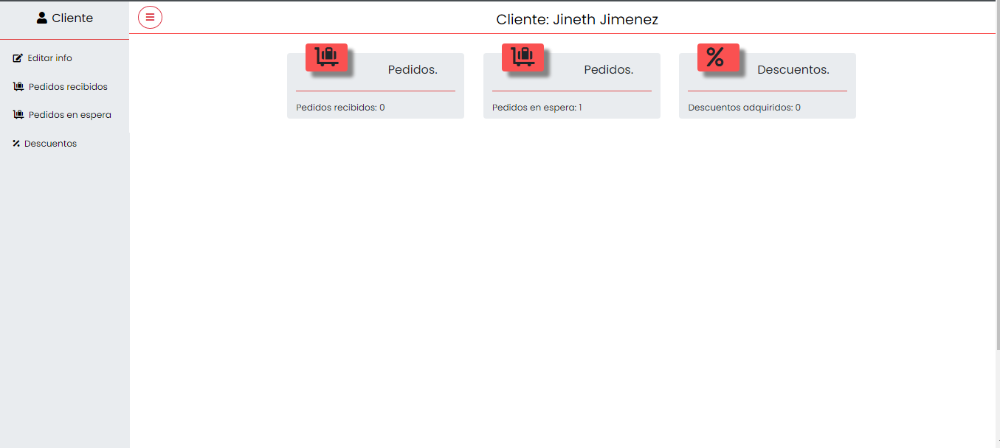 Cliente
Cliente: Jineth Jimenez
Editar info
Pedidos recibidos
Pedidos en espera
Descuentos
Pedidos.
Pedidos recibidos: 0
Pedidos.
Pedidos en espera: 1
%
Descuentos.
Descuentos adquiridos: 0